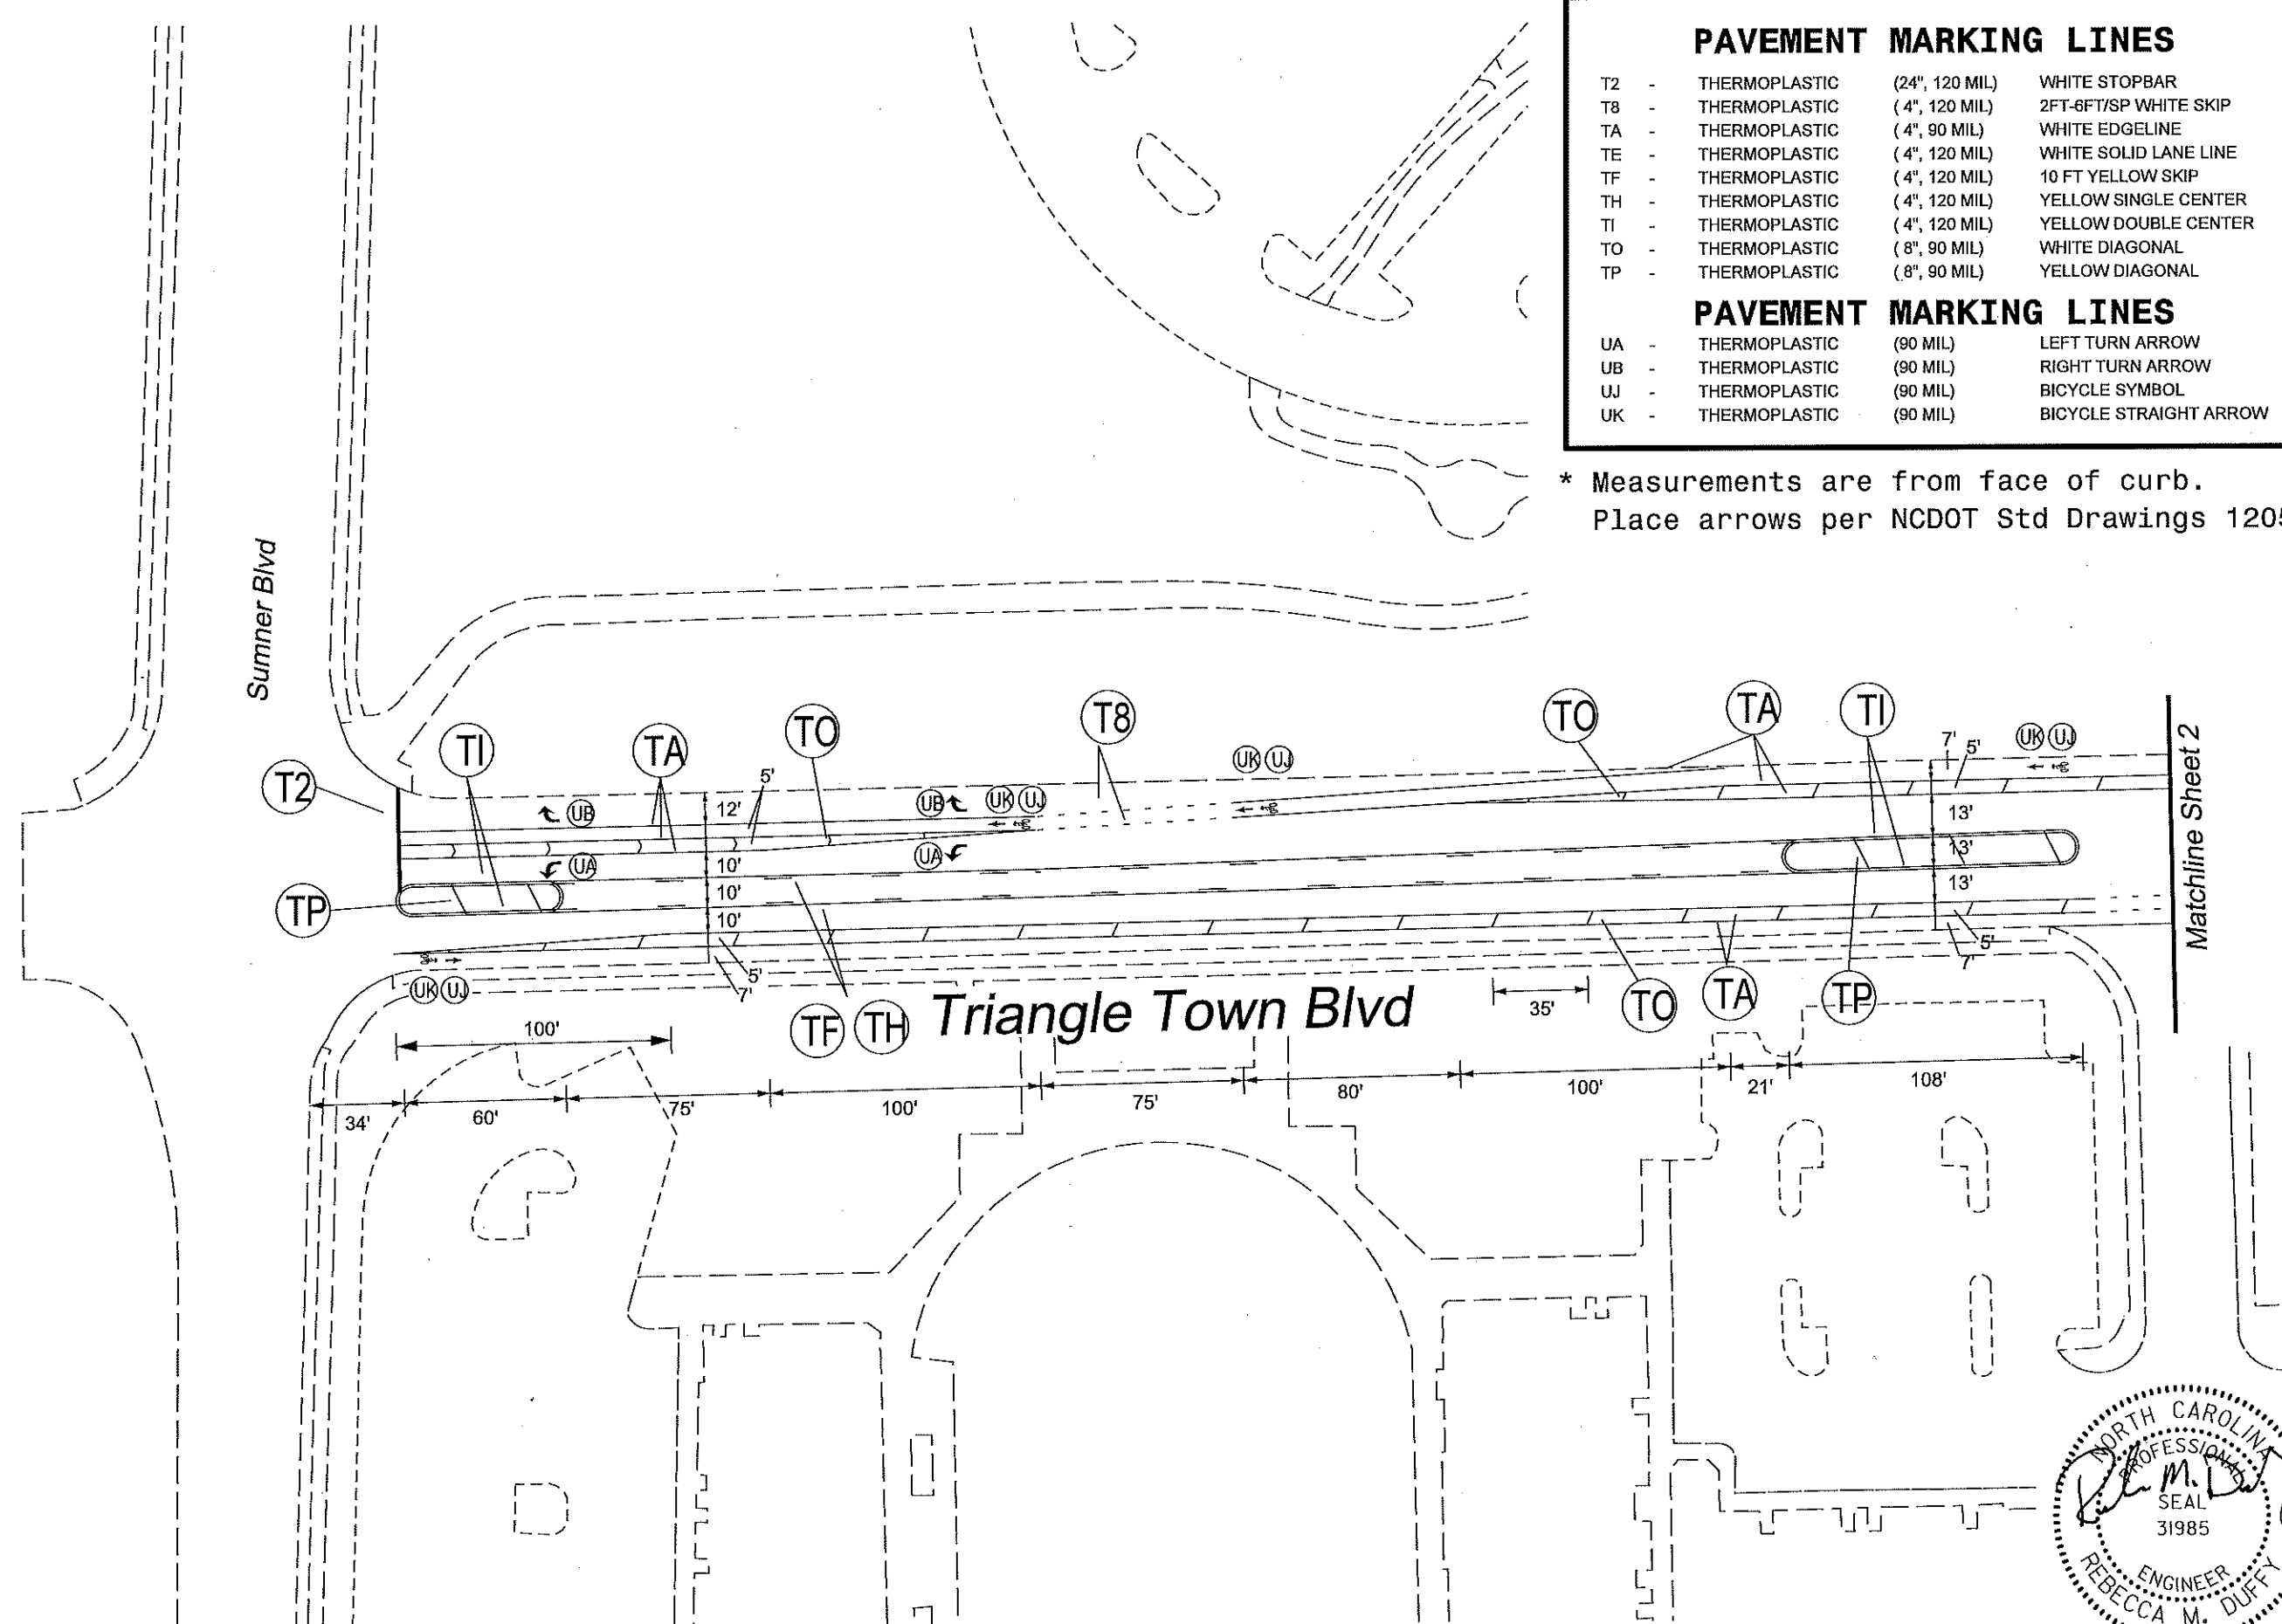 PAVEMENT MARKING LINES
T2 - THERMOPLASTIC (24", 120 MIL) WHITE STOPBAR
T8 - THERMOPLASTIC ( 4", 120 MIL) 2FT-6FT/SP WHITE SKIP
TA - THERMOPLASTIC ( 4", 90 MIL) WHITE EDGELINE
TE - THERMOPLASTIC ( 4", 120 MIL) WHITE SOLID LANE LINE
TF - THERMOPLASTIC ( 4", 120 MIL) 10 FT YELLOW SKIP
TH - THERMOPLASTIC ( 4", 120 MIL) YELLOW SINGLE CENTER
TI - THERMOPLASTIC ( 4", 120 MIL) YELLOW DOUBLE CENTER
TO - THERMOPLASTIC ( 8", 90 MIL) WHITE DIAGONAL
TP - THERMOPLASTIC ( 8", 90 MIL) YELLOW DIAGONAL
PAVEMENT MARKING LINES
UA - THERMOPLASTIC (90 MIL) LEFT TURN ARROW
UB - THERMOPLASTIC (90 MIL) RIGHT TURN ARROW
UJ - THERMOPLASTIC (90 MIL) BICYCLE SYMBOL
UK - THERMOPLASTIC (90 MIL) BICYCLE STRAIGHT ARROW
* Measurements are from face of curb.
Place arrows per NCDOT Std Drawings 1205
Sumner Blvd
T2
TI
TA
TO
T8
TO
TA
TI
UK UJ
7'
5'
UK UJ
5'
12'
UB
UB
UK UJ
13'
13'
13'
UA
UA
10'
10'
10'
TP
Matchline Sheet 2
UK UJ
5'
7'
5'
7'
TF TH
Triangle Town Blvd
35'
TO
TA
TP
100'
34'
60'
75'
100'
75'
80'
100'
21'
108'
NORTH CAROLINA
PROFESSIONAL
SEAL
31985
ENGINEER
REBECCA M. DUFFY